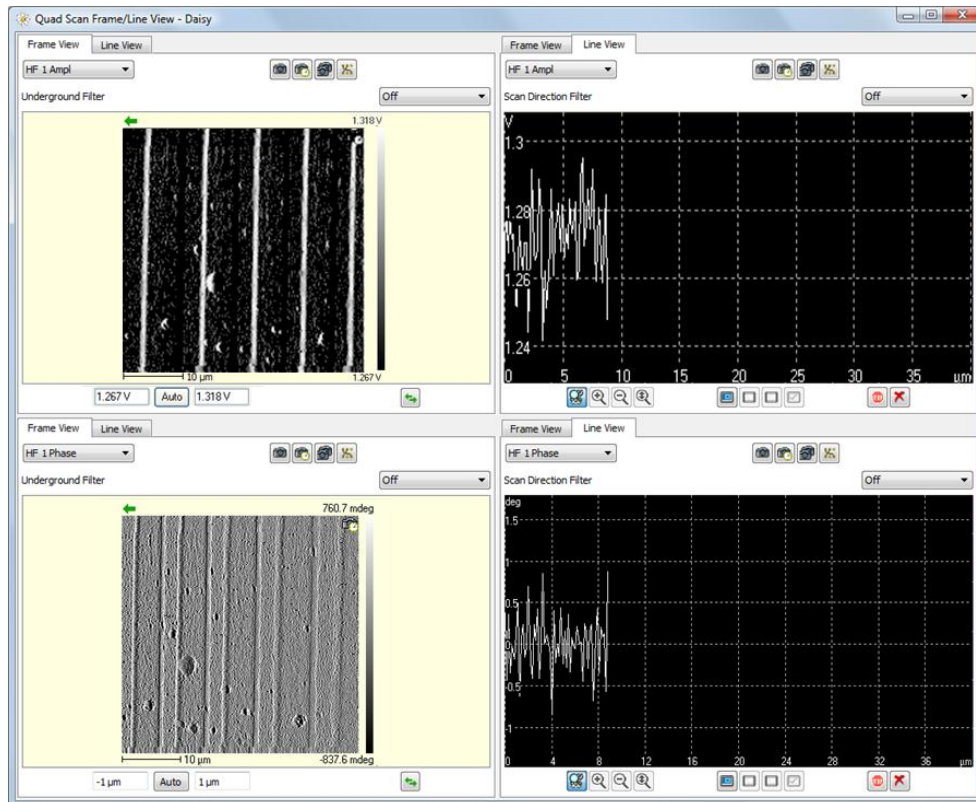 Quad Scan Frame/Line View - Daisy
Frame View Line View
HF 1 Ampl
Underground Filter Off
1.318 V
10 µm 1.267 V
1.267 V Auto 1.318 V
Frame View Line View
HF 1 Ampl
Scan Direction Filter Off
V
1.3
1.28
1.26
1.24
0 5 10 15 20 25 30 35 µm
Frame View Line View
HF 1 Phase
Underground Filter Off
760.7 mdeg
10 µm -837.6 mdeg
-1 µm Auto 1 µm
Frame View Line View
HF 1 Phase
Scan Direction Filter Off
deg
1.5
1
0.5
0
-0.5
-1
0 4 8 12 16 20 24 28 32 36 µm